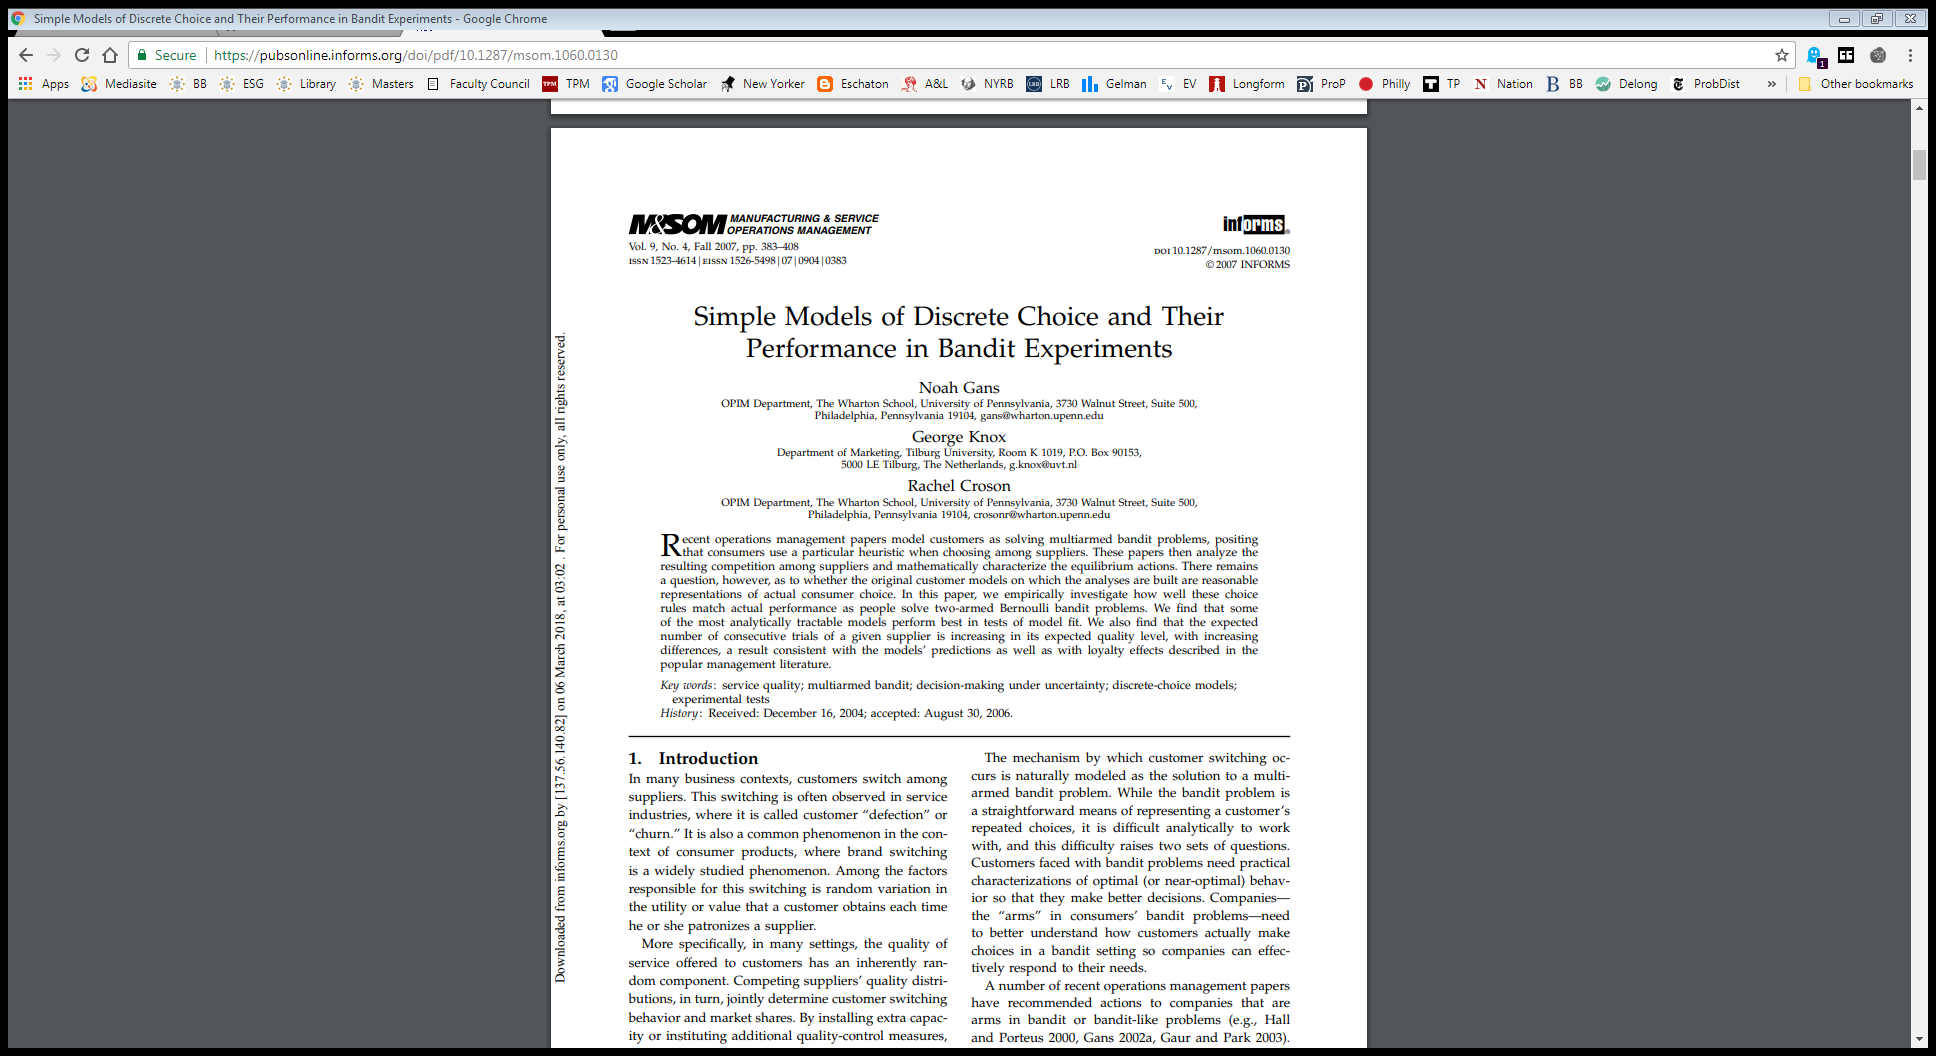 Simple Models of Discrete Choice and Their Performance in Bandit Experiments - Google Chrome
Secure https://pubsonline.informs.org/doi/pdf/10.1287/msom.1060.0130
1
Apps Mediasite BB ESG Library Masters Faculty Council TPM TPM Google Scholar New Yorker Eschaton A&L NYRB LRB LRB Gelman EV Longform ProP Philly TP Nation BB Delong ProbDist » Other bookmarks
M&SOM MANUFACTURING & SERVICE
OPERATIONS MANAGEMENT
Vol. 9, No. 4, Fall 2007, pp. 383–408
ISSN 1523-4614 | EISSN 1526-5498 | 07 | 0904 | 0383
informs®
DOI 10.1287/msom.1060.0130
© 2007 INFORMS
Simple Models of Discrete Choice and Their
Performance in Bandit Experiments
Noah Gans
OPIM Department, The Wharton School, University of Pennsylvania, 3730 Walnut Street, Suite 500,
Philadelphia, Pennsylvania 19104, gans@wharton.upenn.edu
George Knox
Department of Marketing, Tilburg University, Room K 1019, P.O. Box 90153,
5000 LE Tilburg, The Netherlands, g.knox@uvt.nl
Rachel Croson
OPIM Department, The Wharton School, University of Pennsylvania, 3730 Walnut Street, Suite 500,
Philadelphia, Pennsylvania 19104, crosonr@wharton.upenn.edu
Recent operations management papers model customers as solving multiarmed bandit problems, positing
that consumers use a particular heuristic when choosing among suppliers. These papers then analyze the
resulting competition among suppliers and mathematically characterize the equilibrium actions. There remains
a question, however, as to whether the original customer models on which the analyses are built are reasonable
representations of actual consumer choice. In this paper, we empirically investigate how well these choice
rules match actual performance as people solve two-armed Bernoulli bandit problems. We find that some
of the most analytically tractable models perform best in tests of model fit. We also find that the expected
number of consecutive trials of a given supplier is increasing in its expected quality level, with increasing
differences, a result consistent with the models’ predictions as well as with loyalty effects described in the
popular management literature.
Key words: service quality; multiarmed bandit; decision-making under uncertainty; discrete-choice models;
experimental tests
History: Received: December 16, 2004; accepted: August 30, 2006.
1. Introduction
In many business contexts, customers switch among
suppliers. This switching is often observed in service
industries, where it is called customer “defection” or
“churn.” It is also a common phenomenon in the con-
text of consumer products, where brand switching
is a widely studied phenomenon. Among the factors
responsible for this switching is random variation in
the utility or value that a customer obtains each time
he or she patronizes a supplier.
More specifically, in many settings, the quality of
service offered to customers has an inherently ran-
dom component. Competing suppliers’ quality distri-
butions, in turn, jointly determine customer switching
behavior and market shares. By installing extra capac-
ity or instituting additional quality-control measures,
The mechanism by which customer switching oc-
curs is naturally modeled as the solution to a multi-
armed bandit problem. While the bandit problem is
a straightforward means of representing a customer’s
repeated choices, it is difficult analytically to work
with, and this difficulty raises two sets of questions.
Customers faced with bandit problems need practical
characterizations of optimal (or near-optimal) behav-
ior so that they make better decisions. Companies—
the “arms” in consumers’ bandit problems—need
to better understand how customers actually make
choices in a bandit setting so companies can effec-
tively respond to their needs.
A number of recent operations management papers
have recommended actions to companies that are
arms in bandit or bandit-like problems (e.g., Hall
and Porteus 2000, Gans 2002a, Gaur and Park 2003).
Downloaded from informs.org by [137.56.140.82] on 06 March 2018, at 03:02 . For personal use only, all rights reserved.